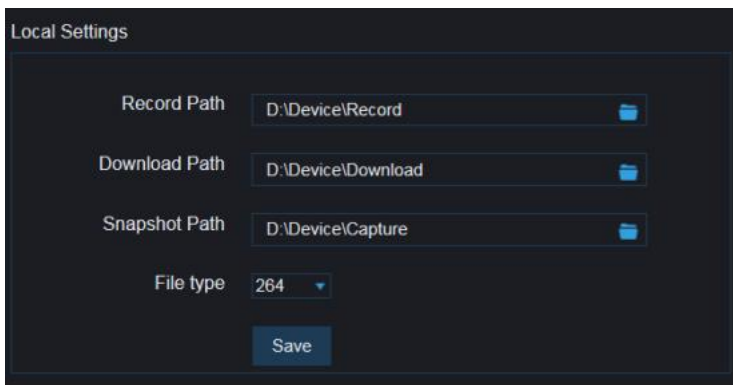 Local Settings
Record Path D:\Device\Record
Download Path D:\Device\Download
Snapshot Path D:\Device\Capture
File type 264
Save